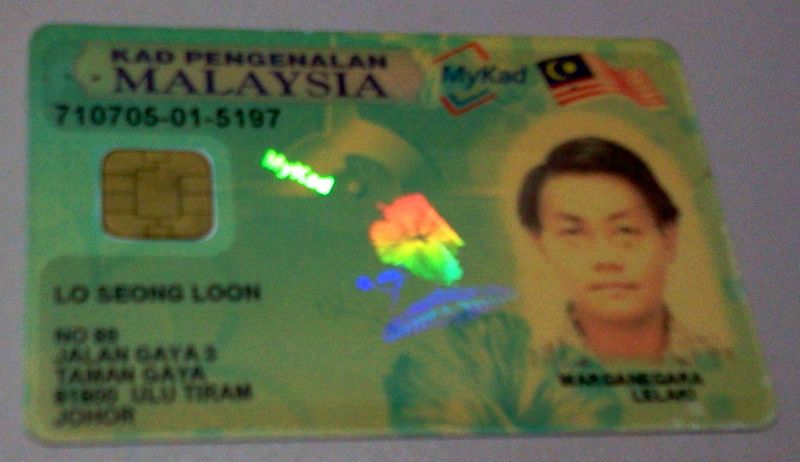 KAD PENGENALAN
MALAYSIA
MyKad
710705-01-5197
MyKad
LO SEONG LOON
NO 88
JALAN GAYA 3
TAMAN GAYA
81800 ULU TIRAM
JOHOR
WARGANEGARA
LELAKI